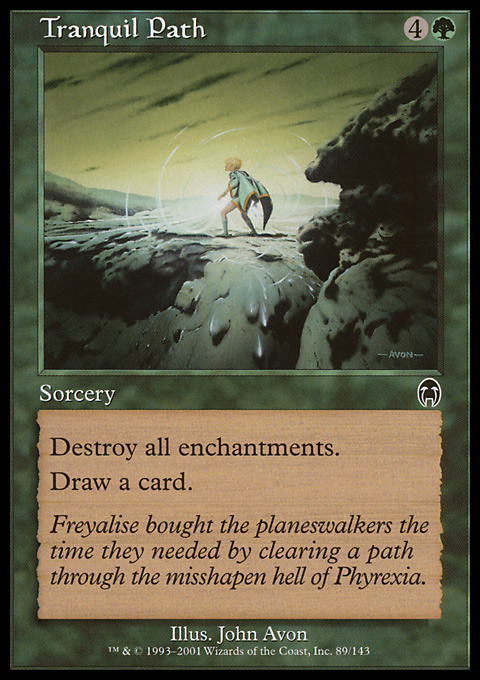 Tranquil Path 4
-AVON-
Sorcery
Destroy all enchantments.
Draw a card.
Freyalise bought the planeswalkers the
time they needed by clearing a path
through the misshapen hell of Phyrexia.
Illus. John Avon
™ & © 1993–2001 Wizards of the Coast, Inc. 89/143